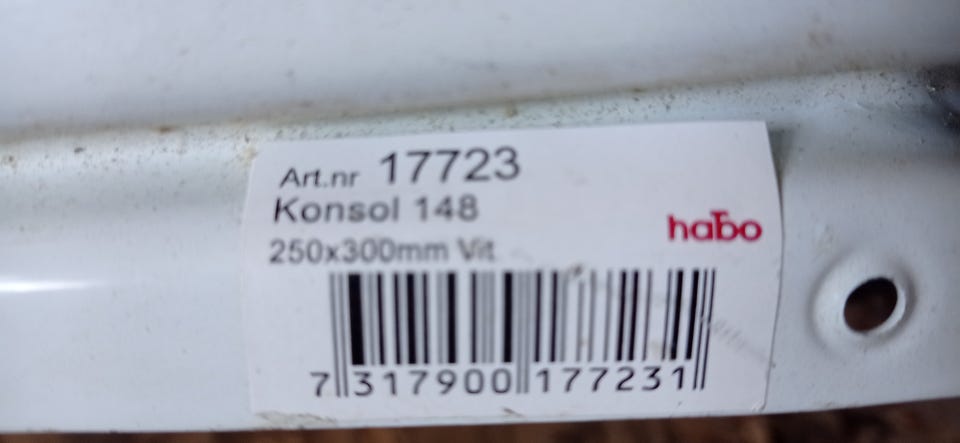 Art.nr 17723
Konsol 148
habo
250x300mm Vit
7 317900 177231